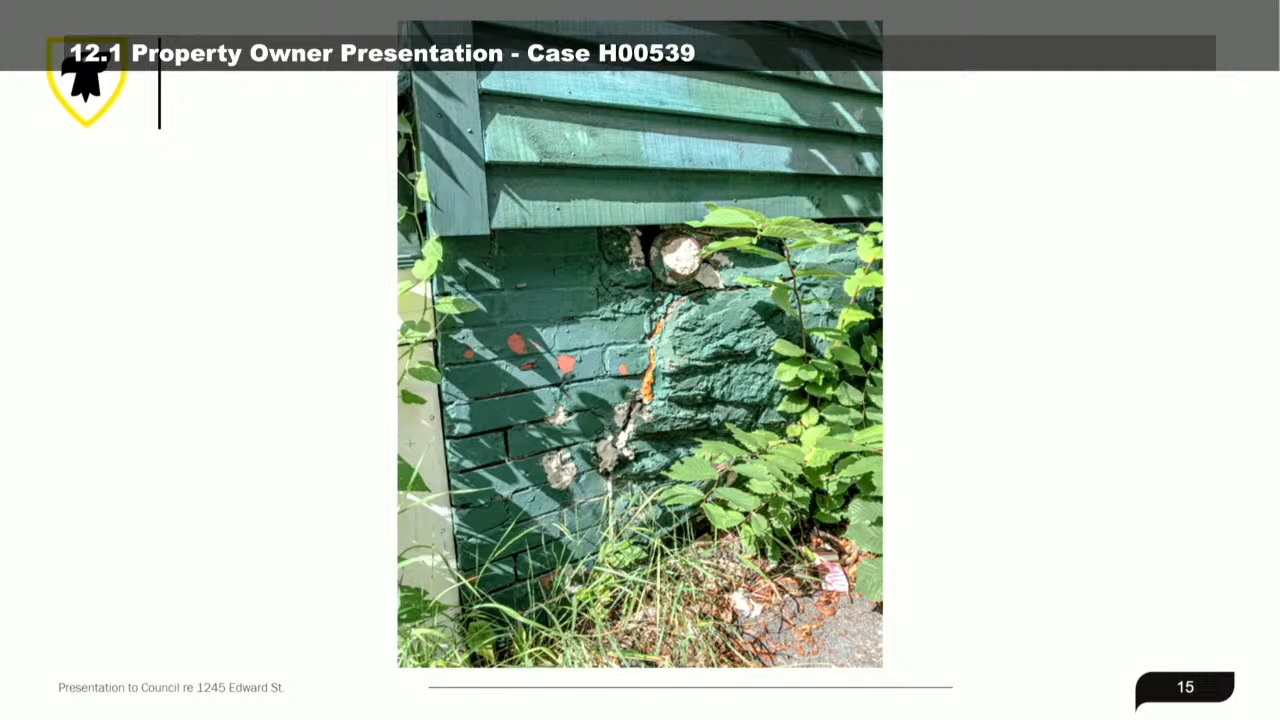 12.1 Property Owner Presentation - Case H00539
Presentation to Council re 1245 Edward St.
15